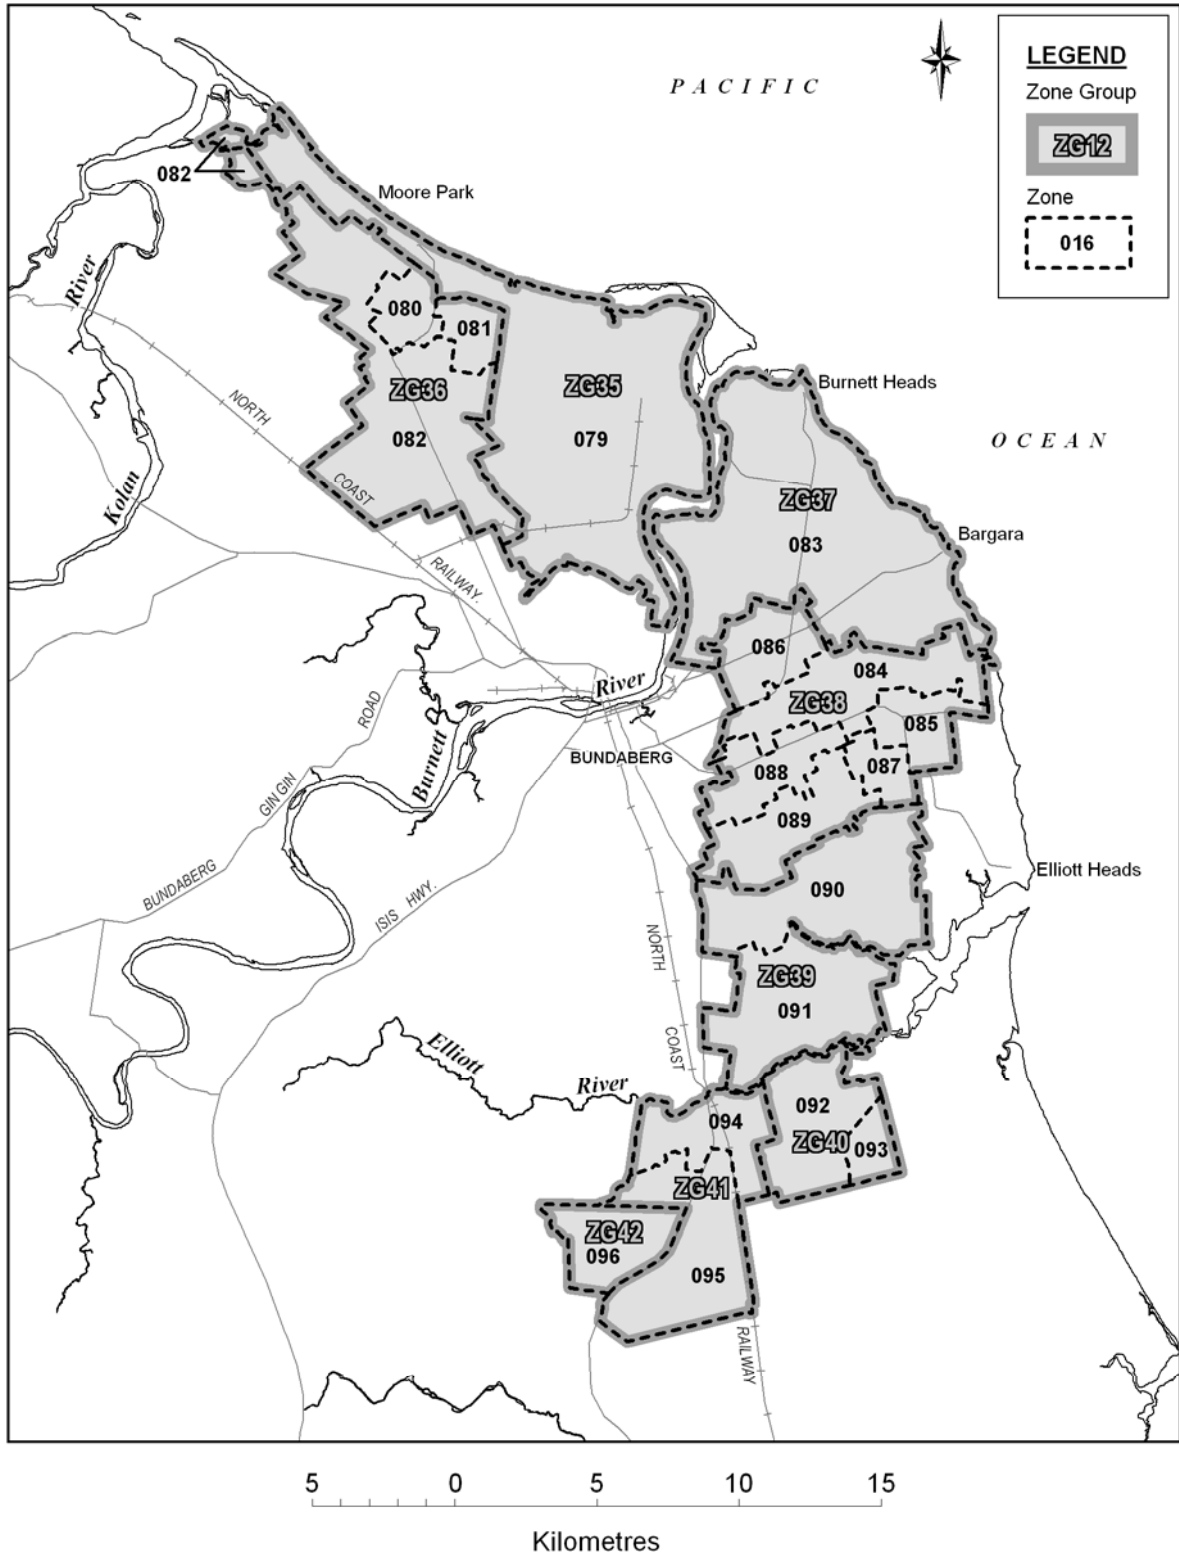 LEGEND
Zone Group
ZG12
Zone
016
PACIFIC
OCEAN
Moore Park
082
River
080
081
ZG36
082
ZG35
079
Burnett Heads
NORTH
COAST
RAILWAY.
Kolan
ZG37
083
Bargara
086
084
ZG38
085
River
BUNDABERG
088
087
089
ROAD
GIN GIN
BUNDABERG
Burnett
ISIS HWY.
090
Elliott Heads
NORTH
COAST
ZG39
091
Elliott
River
094
092
ZG40
093
ZG41
ZG42
096
095
RAILWAY
5 0 5 10 15
Kilometres